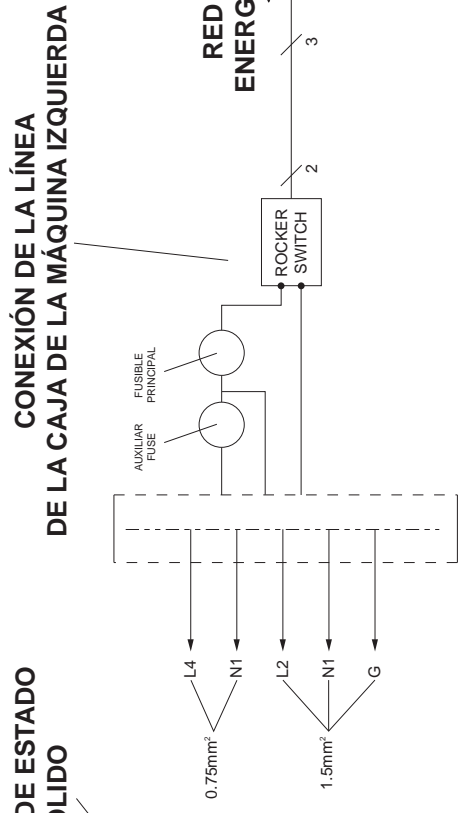 CONEXIÓN DE LA LÍNEA
DE LA CAJA DE LA MÁQUINA IZQUIERDA
DE ESTADO
RED
ENERG
3
2
ROCKER
SWITCH
FUSIBLE
PRINCIPAL
AUXILIAR
FUSE
L4
N1
L2
N1
G
0.75mm²
1.5mm²